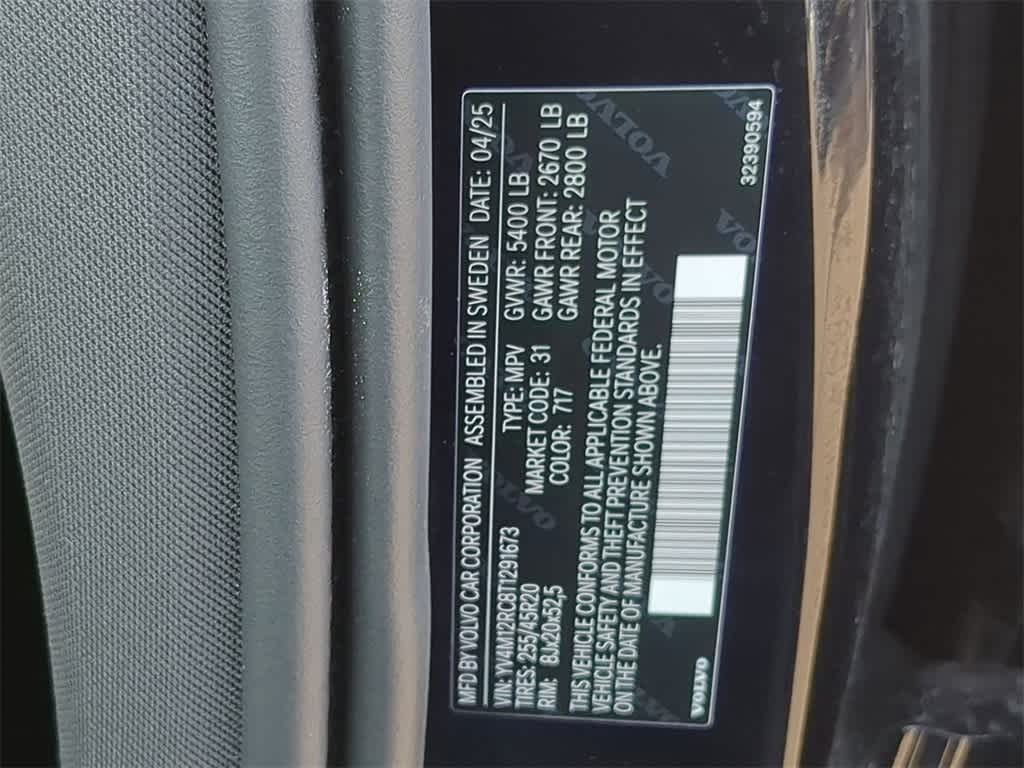 MFD BY VOLVO CAR CORPORATION ASSEMBLED IN SWEDEN DATE: 04/25
VIN: YV4M12RC8T1291673 TYPE: MPV GVWR: 5400 LB
TIRES: 255/45R20 MARKET CODE: 31 GAWR FRONT: 2670 LB
RIM: 8Jx20x52,5 COLOR: 717 GAWR REAR: 2800 LB
THIS VEHICLE CONFORMS TO ALL APPLICABLE FEDERAL MOTOR
VEHICLE SAFETY AND THEFT PREVENTION STANDARDS IN EFFECT
ON THE DATE OF MANUFACTURE SHOWN ABOVE.
VOLVO 32390594